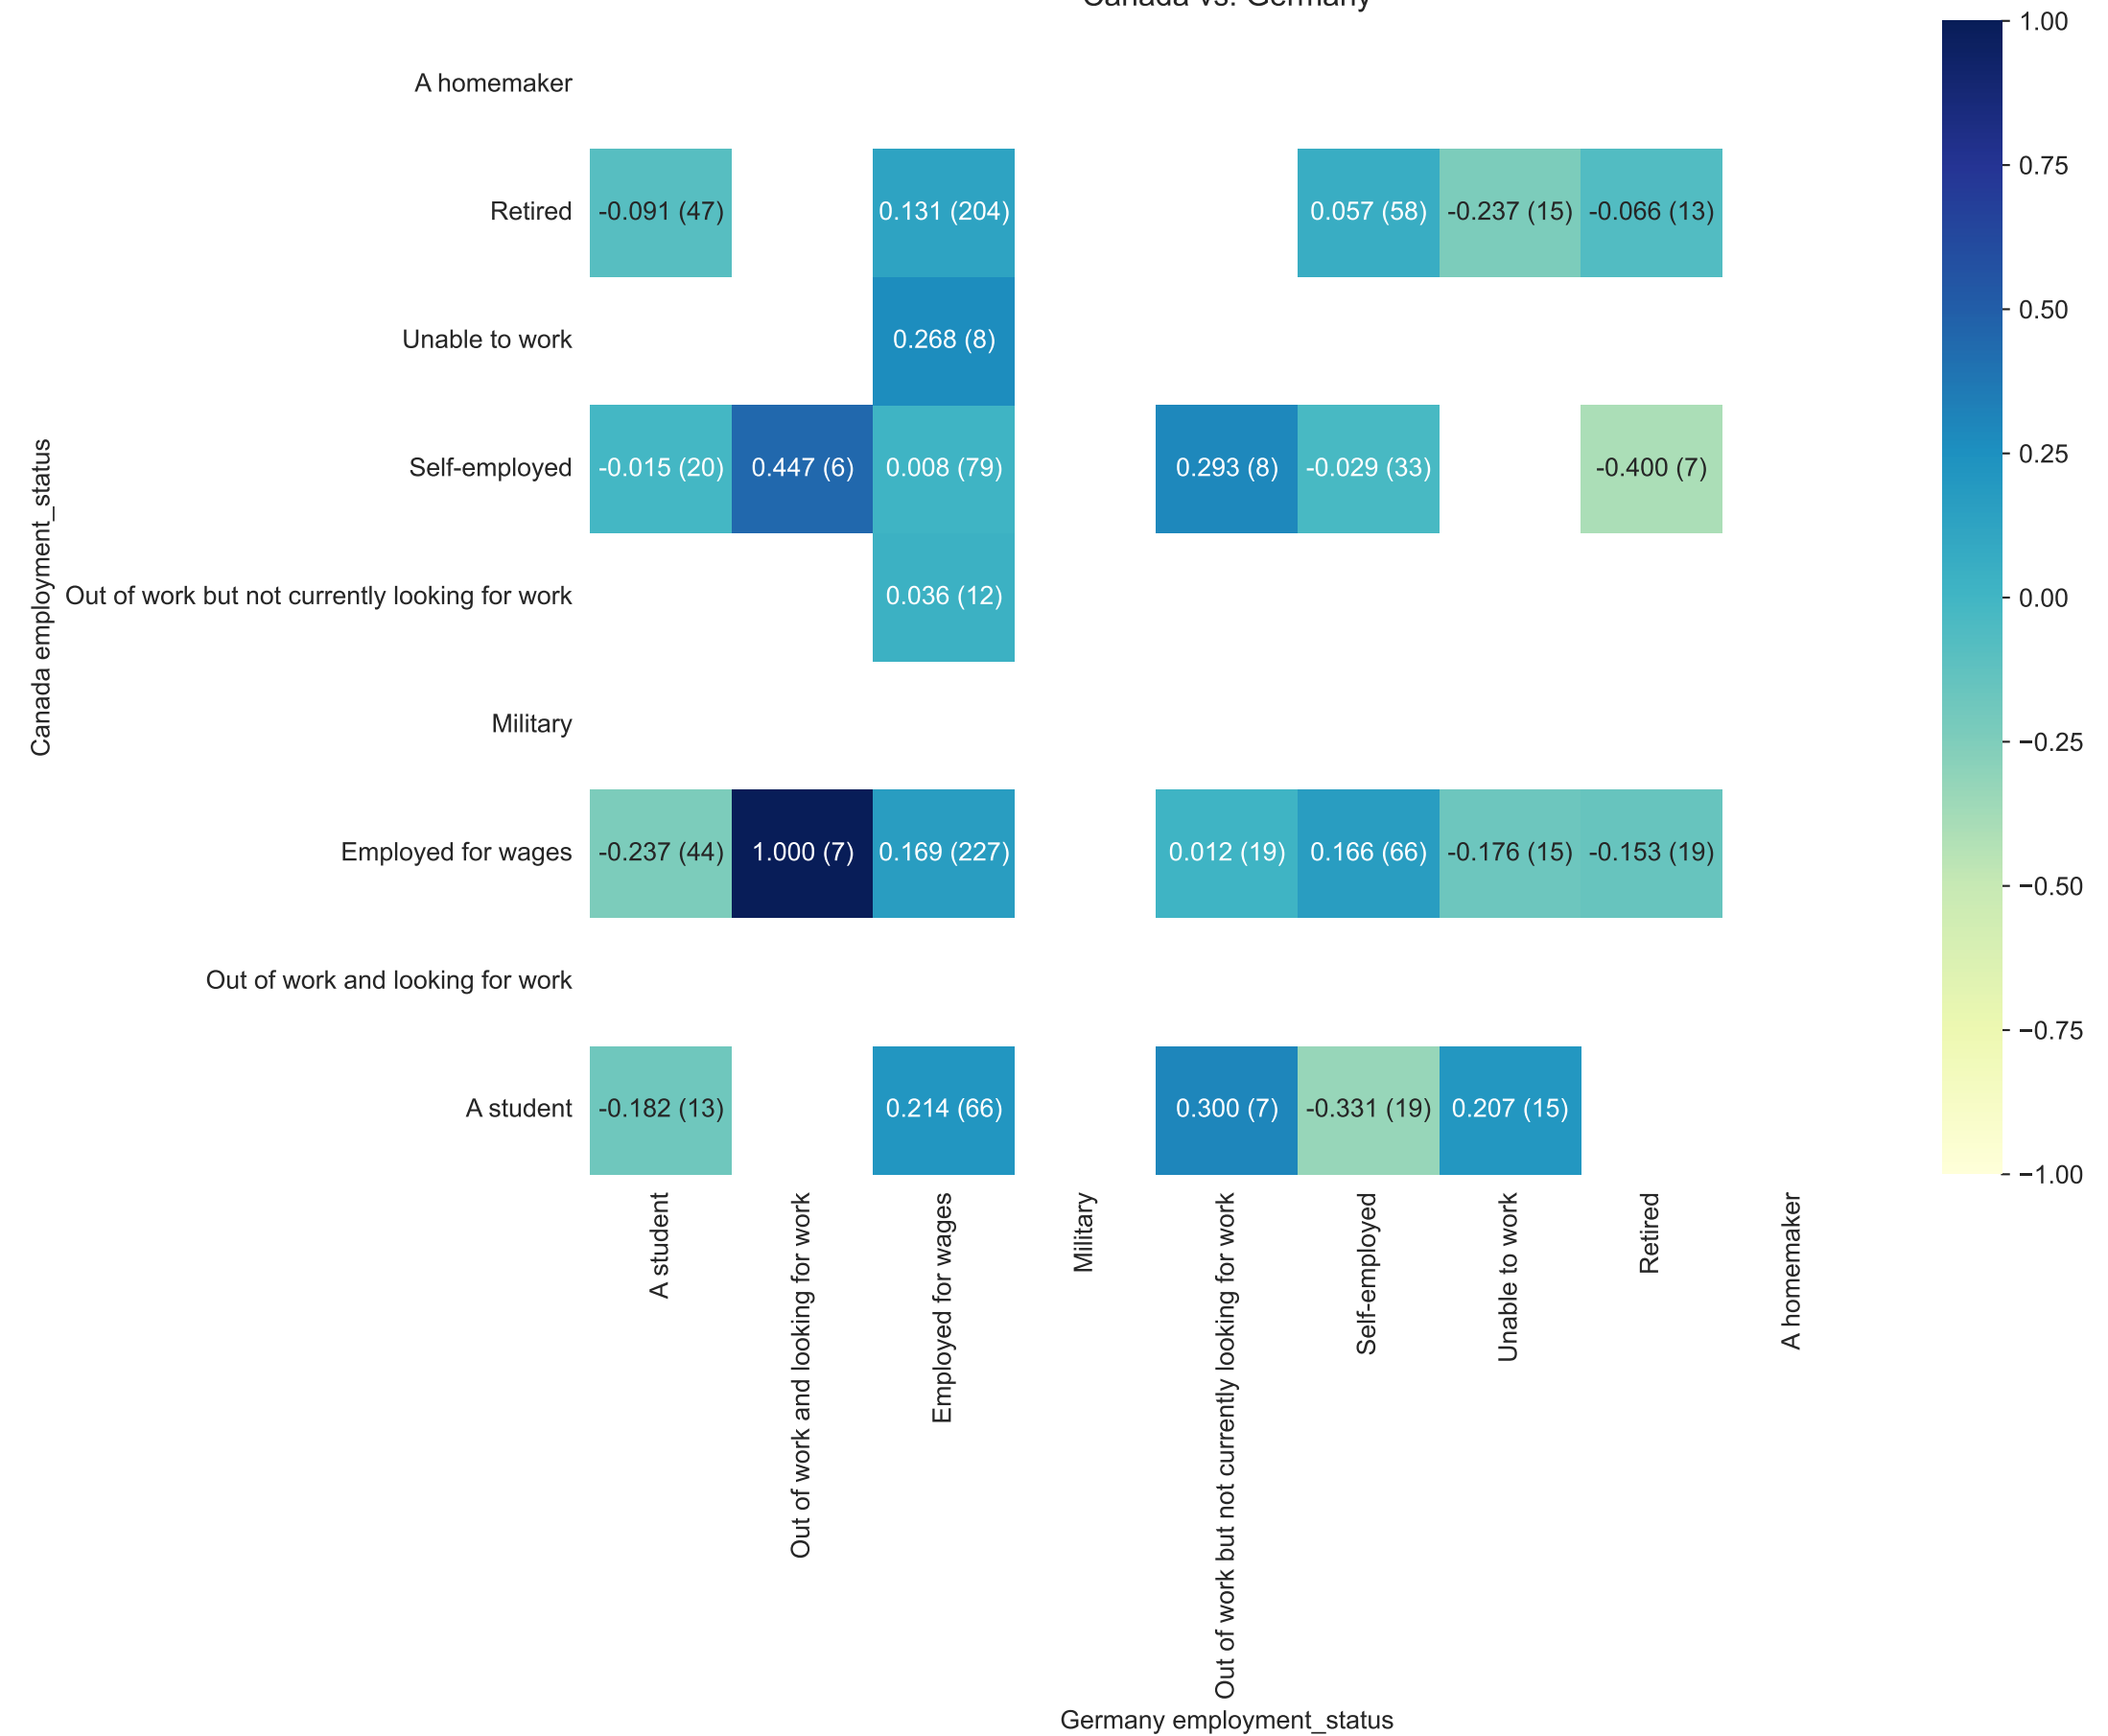 Canada vs. Germany
1.00
A homemaker
0.75
Retired
-0.091 (47)
0.131 (204)
0.057 (58)
-0.237 (15)
-0.066 (13)
0.50
Unable to work
0.268 (8)
0.25
Self-employed
-0.015 (20)
0.447 (6)
0.008 (79)
0.293 (8)
-0.029 (33)
-0.400 (7)
0.00
Out of work but not currently looking for work
0.036 (12)
Canada employment_status
Military
−0.25
Employed for wages
-0.237 (44)
1.000 (7)
0.169 (227)
0.012 (19)
0.166 (66)
-0.176 (15)
-0.153 (19)
−0.50
Out of work and looking for work
−0.75
A student
-0.182 (13)
0.214 (66)
0.300 (7)
-0.331 (19)
0.207 (15)
−1.00
A student
Out of work and looking for work
Employed for wages
Military
Out of work but not currently looking for work
Self-employed
Unable to work
Retired
A homemaker
Germany employment_status